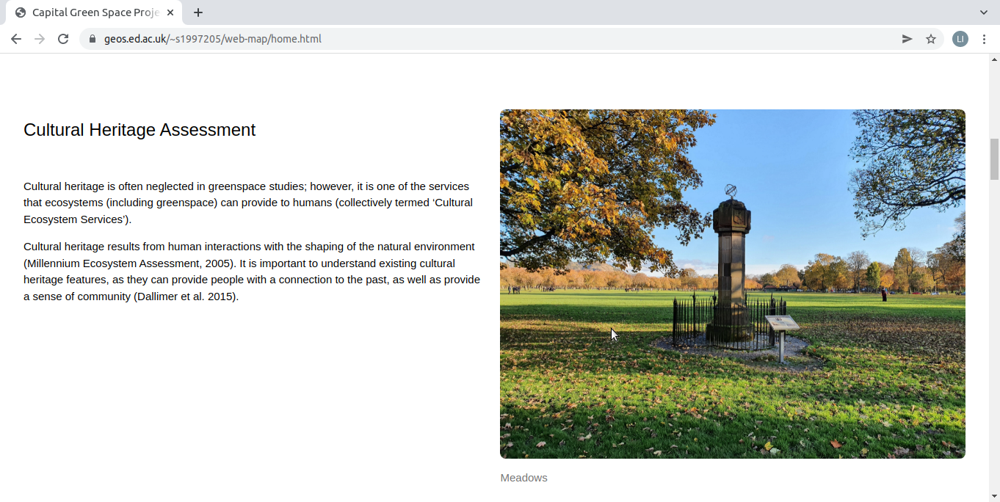 Capital Green Space Proje
geos.ed.ac.uk/~s1997205/web-map/home.html
LI
Cultural Heritage Assessment
Cultural heritage is often neglected in greenspace studies; however, it is one of the services
that ecosystems (including greenspace) can provide to humans (collectively termed ‘Cultural
Ecosystem Services’).
Cultural heritage results from human interactions with the shaping of the natural environment
(Millennium Ecosystem Assessment, 2005). It is important to understand existing cultural
heritage features, as they can provide people with a connection to the past, as well as provide
a sense of community (Dallimer et al. 2015).
Meadows